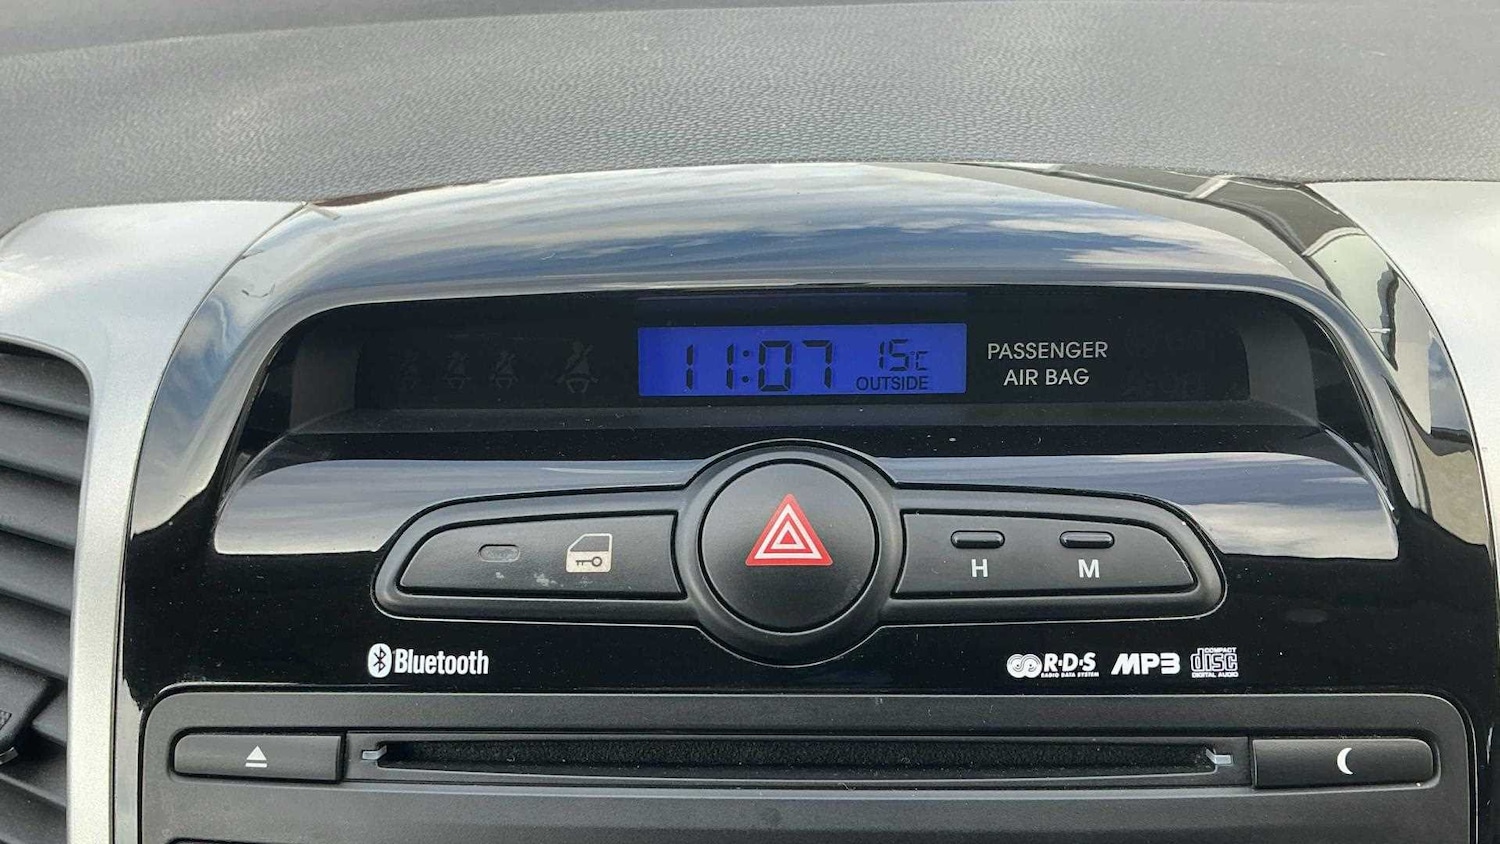 11:07 15°C
OUTSIDE
PASSENGER
AIR BAG
H M
Bluetooth
R·D·S
RADIO DATA SYSTEM
MP3
COMPACT
disc
DIGITAL AUDIO